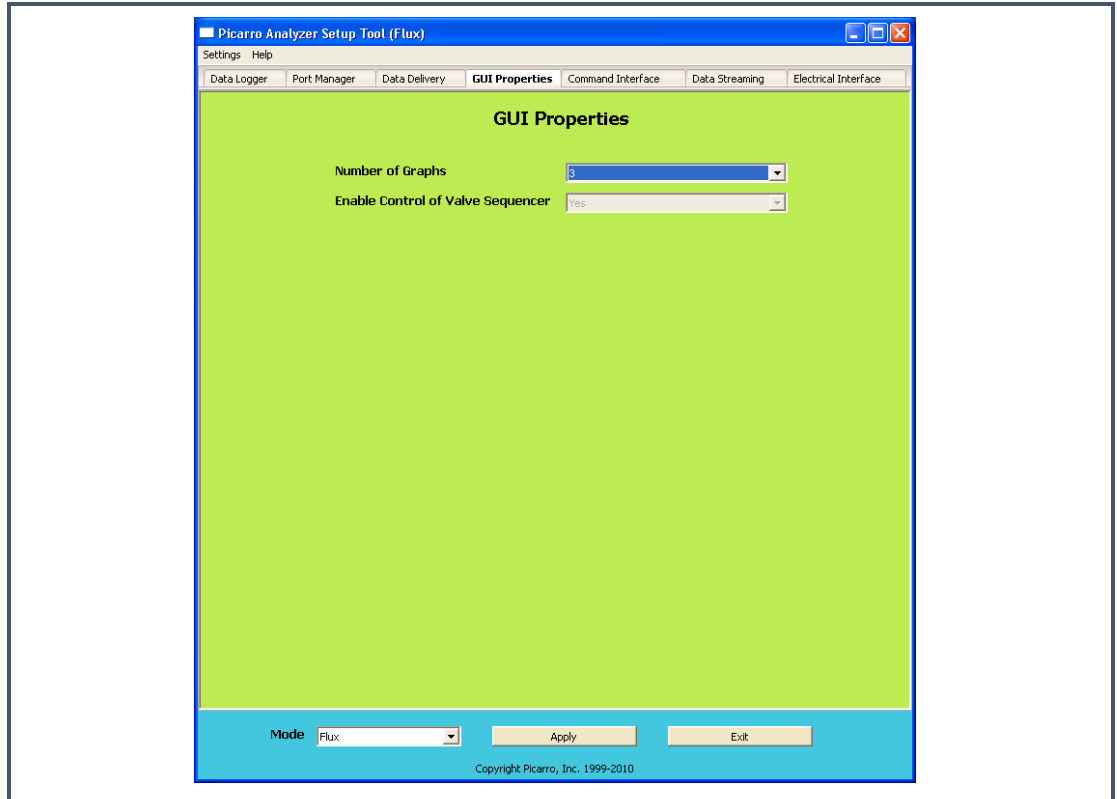 Picarro Analyzer Setup Tool (Flux)
Settings Help
Data Logger Port Manager Data Delivery GUI Properties Command Interface Data Streaming Electrical Interface
GUI Properties
Number of Graphs 3
Enable Control of Valve Sequencer Yes
Mode Flux Apply Exit
Copyright Picarro, Inc. 1999-2010